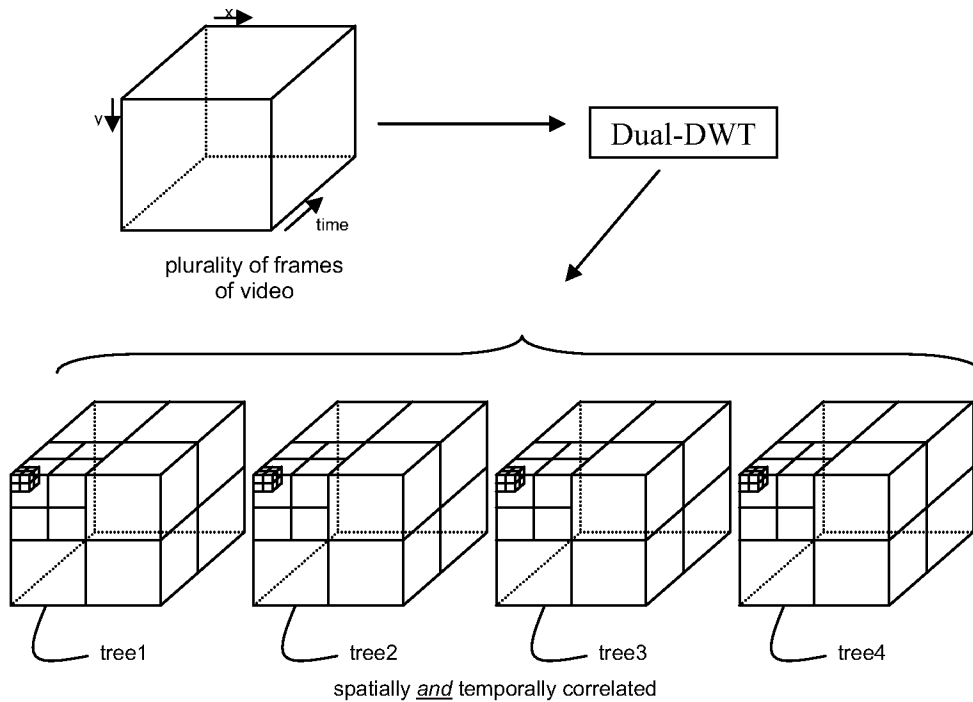 x
y
time
plurality of frames
of video
Dual-DWT
tree1
tree2
tree3
tree4
spatially and temporally correlated